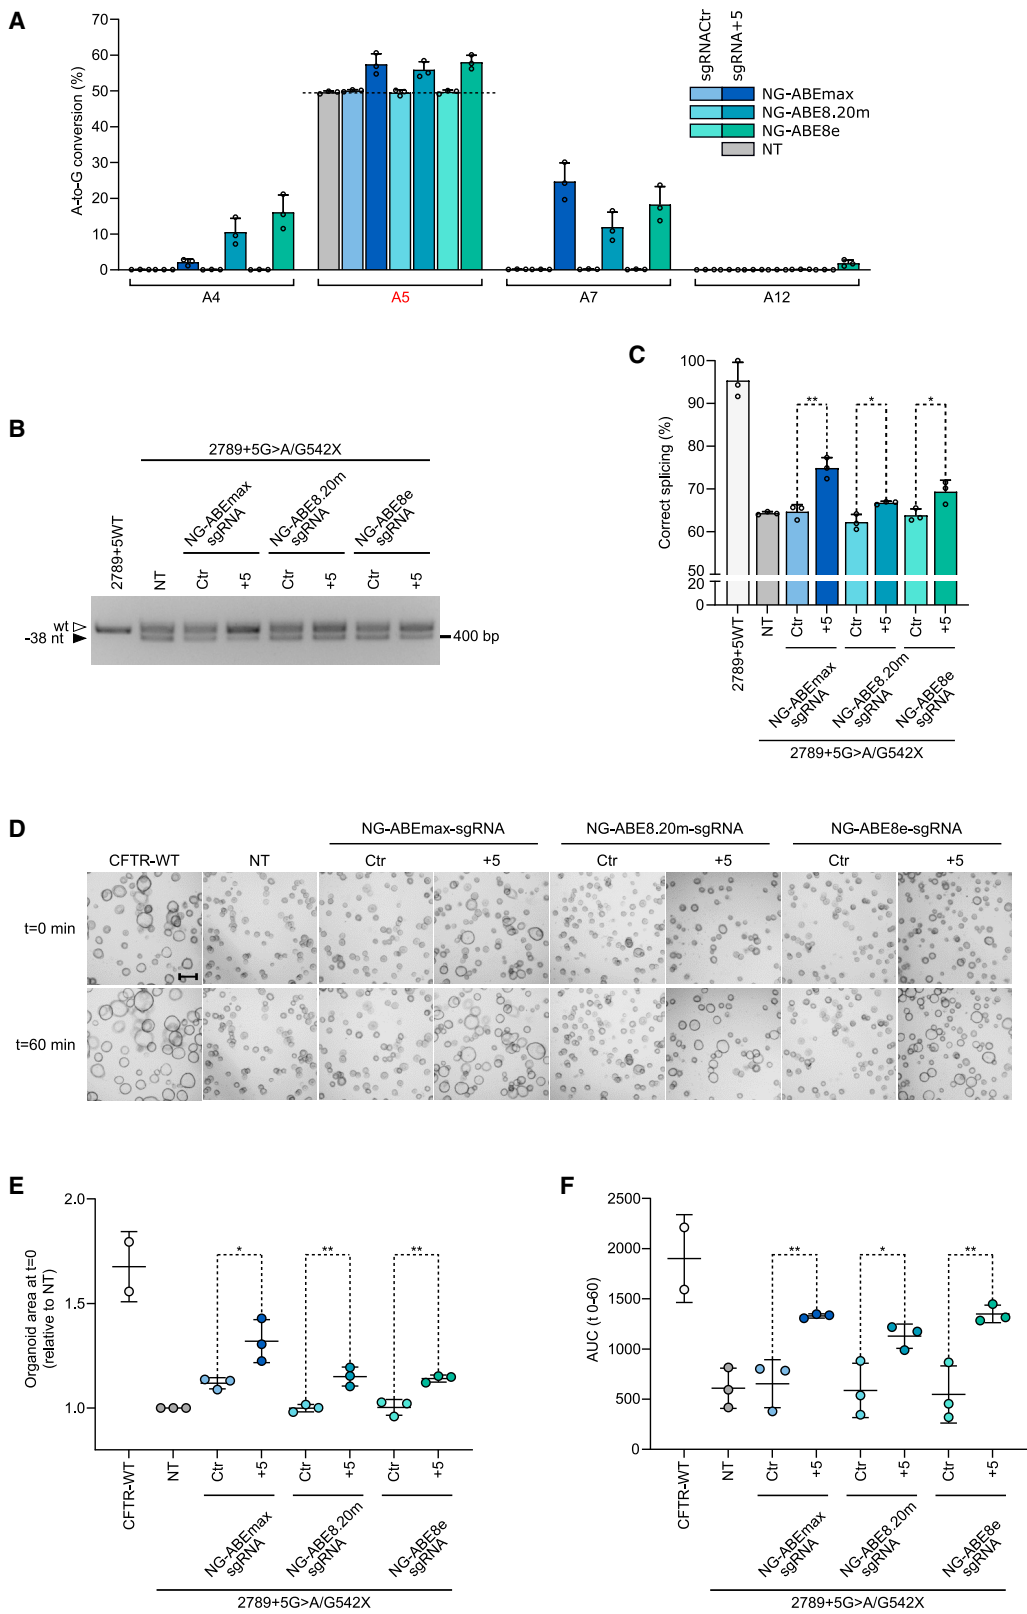 A
A-to-G conversion (%)
70
60
50
40
30
20
10
0
A4
A5
A7
A12
sgRNACtr
sgRNA+5
NG-ABEmax
NG-ABE8.20m
NG-ABE8e
NT
B
2789+5G>A/G542X
NG-ABEmax
sgRNA
NG-ABE8.20m
sgRNA
NG-ABE8e
sgRNA
2789+5WT
NT
Ctr
+5
Ctr
+5
Ctr
+5
wt
-38 nt
400 bp
C
Correct splicing (%)
100
90
80
70
60
50
20
0
**
*
*
2789+5WT
NT
Ctr
+5
Ctr
+5
Ctr
+5
NG-ABEmax
sgRNA
NG-ABE8.20m
sgRNA
NG-ABE8e
sgRNA
2789+5G>A/G542X
D
NG-ABEmax-sgRNA
NG-ABE8.20m-sgRNA
NG-ABE8e-sgRNA
CFTR-WT
NT
Ctr
+5
Ctr
+5
Ctr
+5
t=0 min
t=60 min
E
Organoid area at t=0
(relative to NT)
2.0
1.5
1.0
*
**
**
CFTR-WT
NT
Ctr
+5
Ctr
+5
Ctr
+5
NG-ABEmax
sgRNA
NG-ABE8.20m
sgRNA
NG-ABE8e
sgRNA
2789+5G>A/G542X
F
AUC (t 0-60)
2500
2000
1500
1000
500
0
**
*
**
CFTR-WT
NT
Ctr
+5
Ctr
+5
Ctr
+5
NG-ABEmax
sgRNA
NG-ABE8.20m
sgRNA
NG-ABE8e
sgRNA
2789+5G>A/G542X